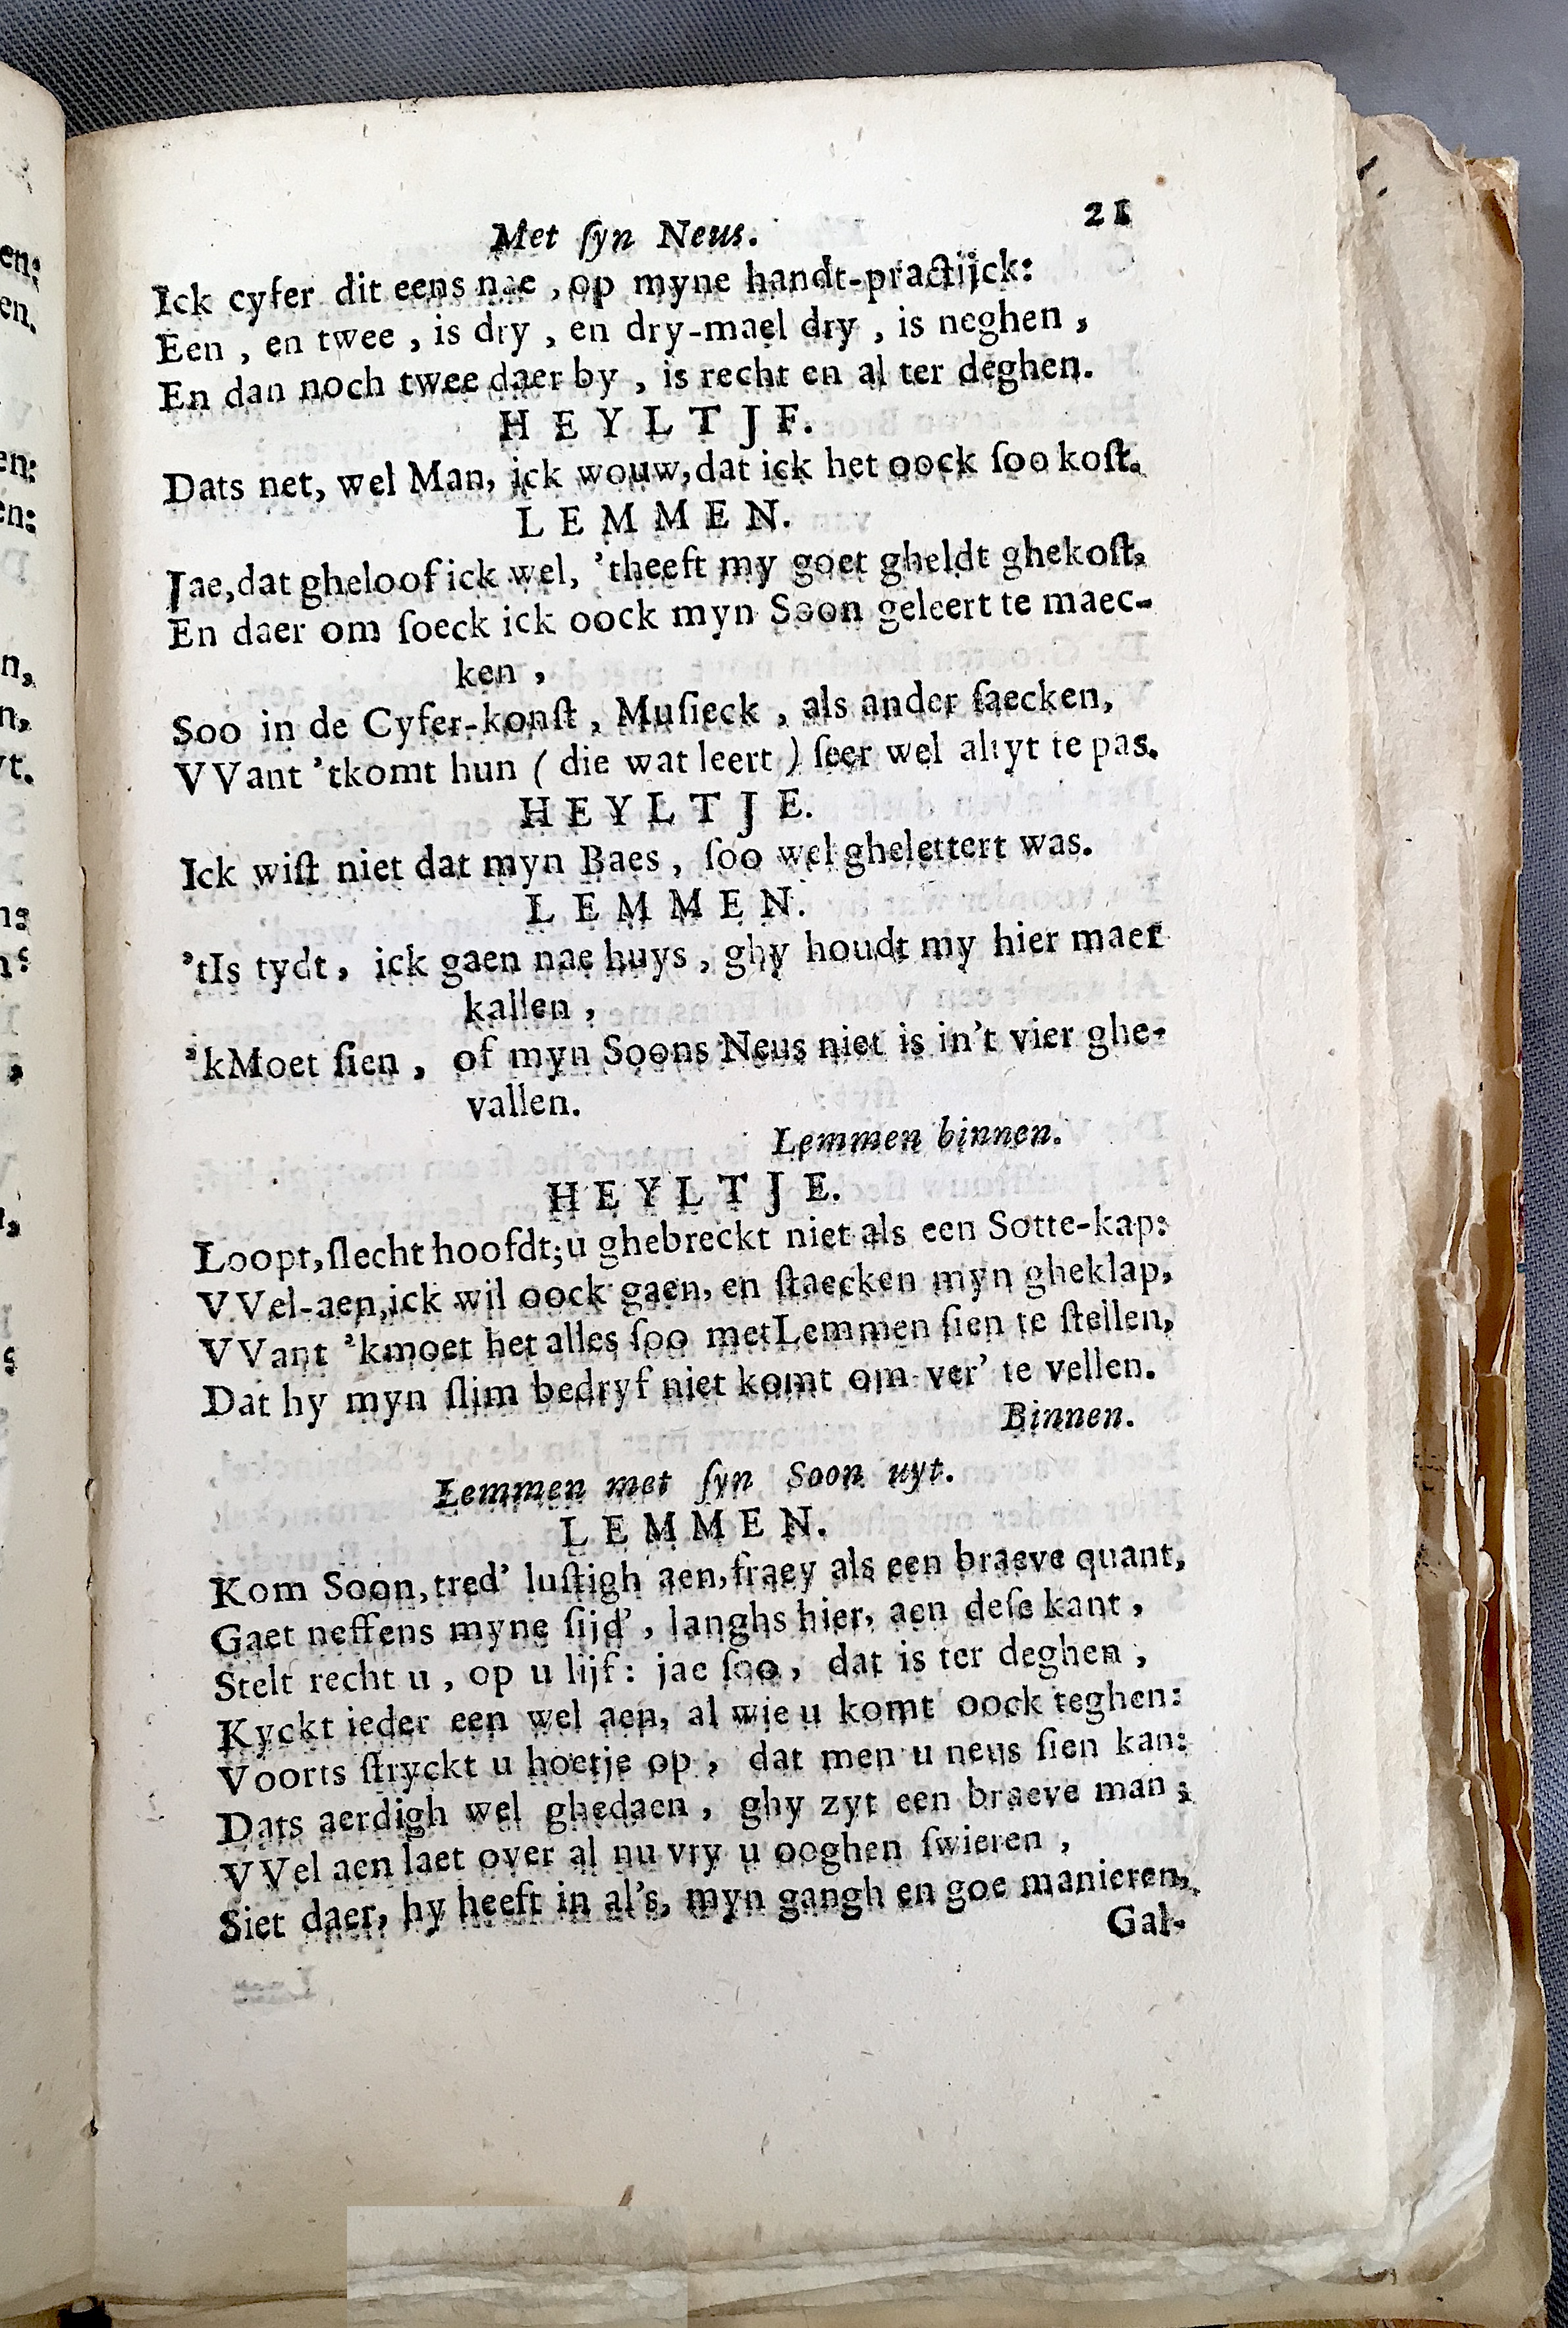 Met ſyn Neus. 21
Ick cyfer dit eens nae , op myne handt-practijck:
Een , en twee , is dry , en dry-mael dry , is neghen ,
En dan noch twee daer by , is recht en al ter deghen.
HEYLTJF.
Dats net, wel Man, ick wouw, dat ick het oock ſoo koſt.
LEMMEN.
Jae, dat gheloof ick wel, 'theeft my goet gheldt ghekoſt,
En daer om ſoeck ick oock myn Soon geleert te maec-
ken ,
Soo in de Cyfer-konſt , Muſieck , als ander ſaecken,
VVant 'tkomt hun ( die wat leert ) ſeer wel altyt te pas.
HEYLTJE.
Ick wiſt niet dat myn Baes , ſoo wel ghelettert was.
LEMMEN.
'tIs tydt, ick gaen nae huys , ghy houdt my hier maer
kallen ,
'kMoet ſien , of myn Soons Neus niet is in't vier ghe-
vallen.
Lemmen binnen.
HEYLTJE.
Loopt, ſlecht hoofdt; u ghebreckt niet als een Sotte-kap:
VVel-aen, ick wil oock gaen, en ſtaecken myn gheklap,
VVant 'kmoet het alles ſoo met Lemmen ſien te ſtellen,
Dat hy myn ſlim bedryf niet komt om-ver' te vellen.
Binnen.
Lemmen met ſyn Soon uyt.
LEMMEN.
Kom Soon, tred' luſtigh aen, fraey als een braeve quant,
Gaet neffens myne ſijd' , langhs hier, aen deſe kant ,
Stelt recht u , op u lijf : jae ſoo , dat is ter deghen ,
Kyckt ieder een wel aen, al wie u komt oock teghen:
Voorts ſtryckt u hoetje op , dat men u neus ſien kan:
Dats aerdigh wel ghedaen , ghy zyt een braeve man ;
VVel aen laet over al nu vry u ooghen ſwieren ,
Siet daer, hy heeft in al's, myn gangh en goe manieren,
Gal-